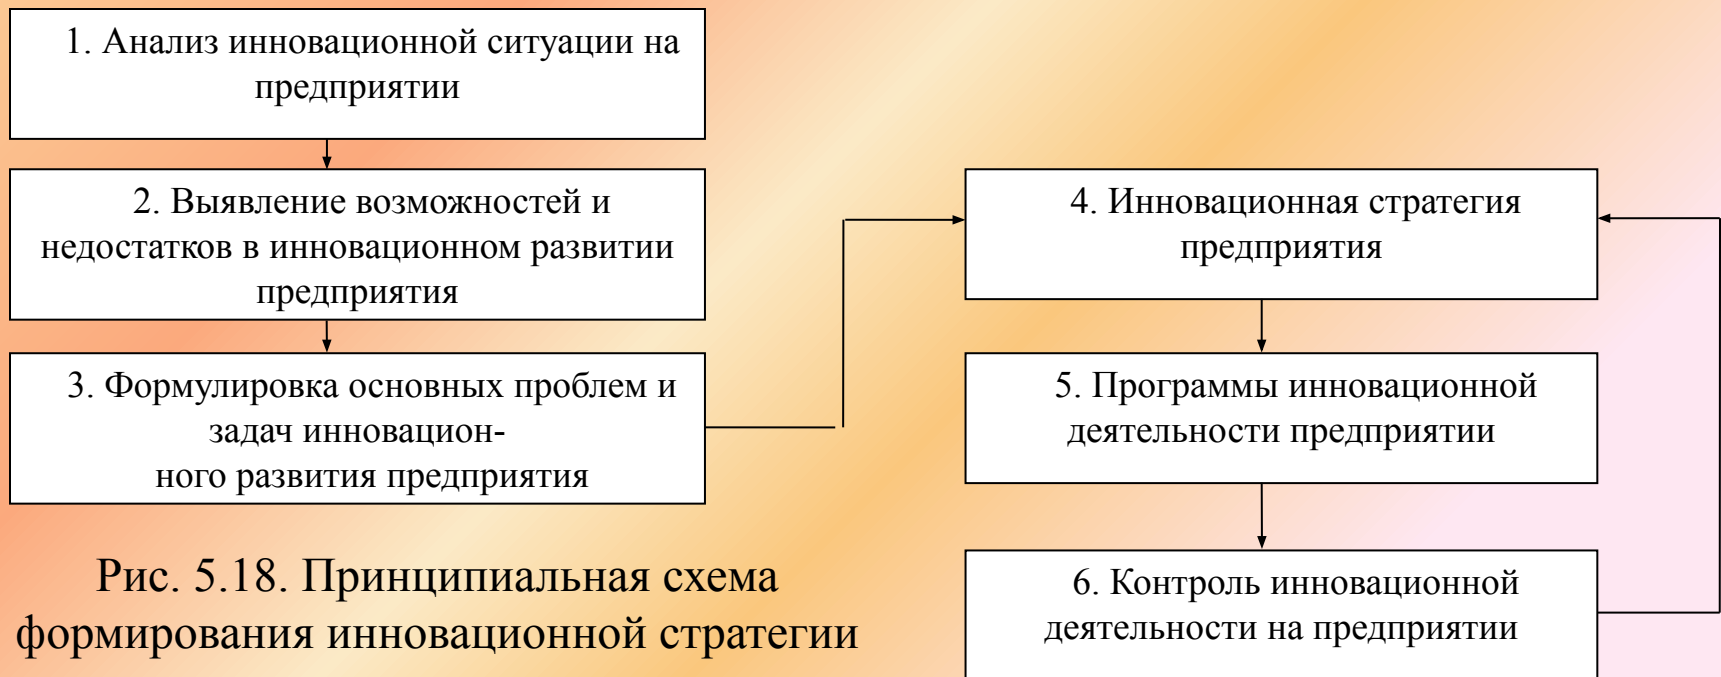 1. Анализ инновационной ситуации на
предприятии
2. Выявление возможностей и
недостатков в инновационном развитии
предприятия
3. Формулировка основных проблем и
задач инновацион-
ного развития предприятия
4. Инновационная стратегия
предприятия
5. Программы инновационной
деятельности предприятии
6. Контроль инновационной
деятельности на предприятии
Рис. 5.18. Принципиальная схема
формирования инновационной стратегии